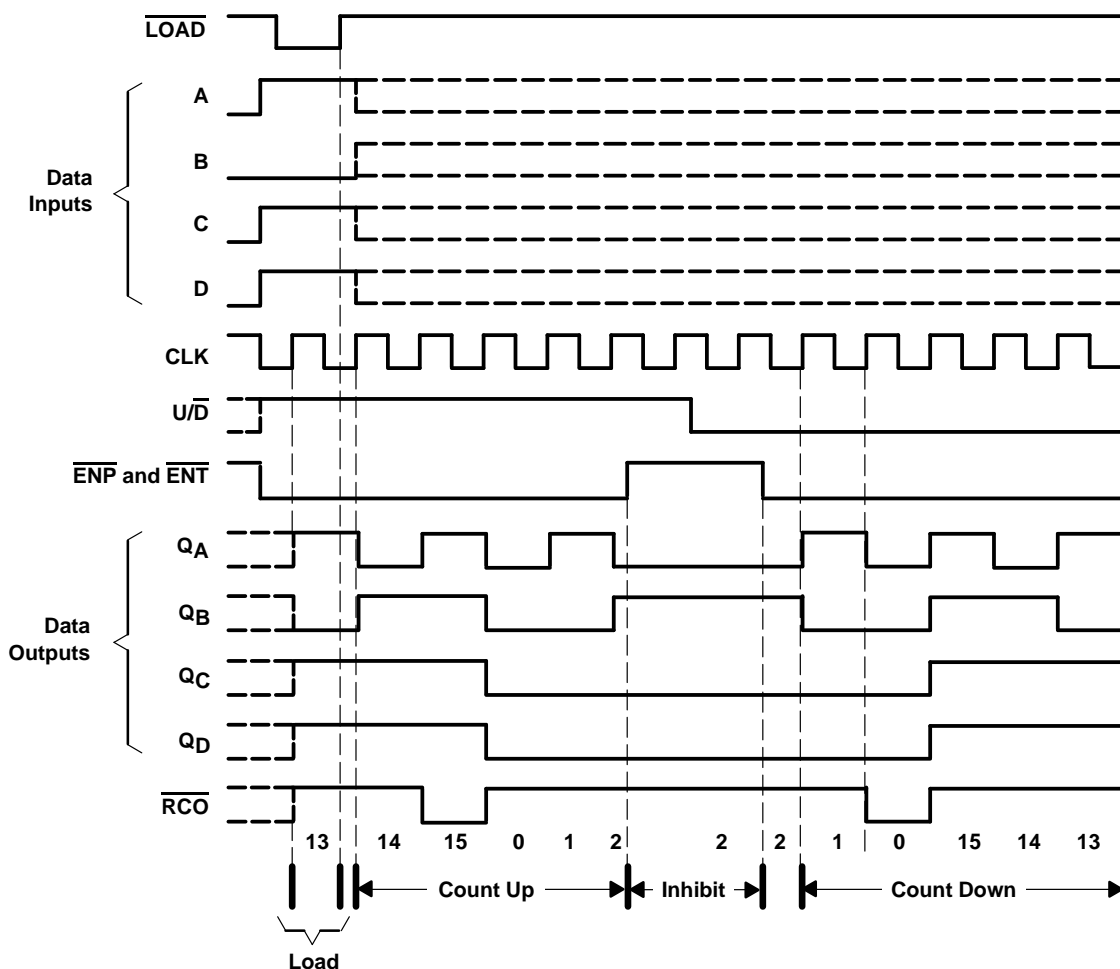 LOAD
A
B
Data
Inputs
C
D
CLK
U/D
ENP and ENT
QA
QB
Data
Outputs
QC
QD
RCO
13 14 15 0 1 2 2 2 1 0 15 14 13
Count Up Inhibit Count Down
Load